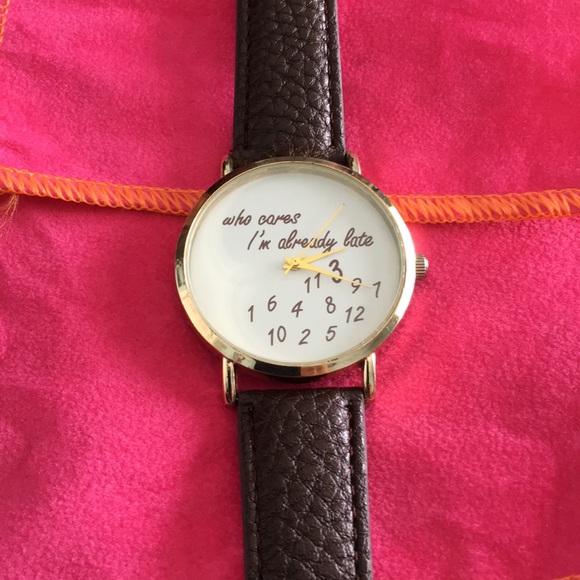 who cares
I'm already late
3
11 9 7
1 6 4 8 12
10 2 5